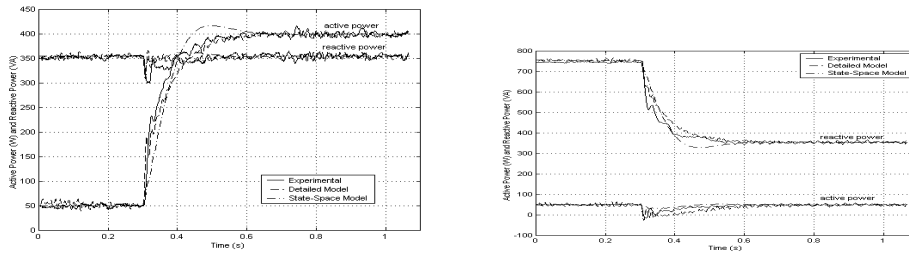 450
400
350
300
250
200
150
100
50
0
Active Power (W) and Reactive Power (VA)
active power
reactive power
Experimental
Detailed Model
State-Space Model
0
0.2
0.4
0.6
0.8
1
Time (s)
800
700
600
500
400
300
200
100
0
-100
Active Power (W) and Reactive Power (VA)
Experimental
Detailed Model
State-Space Model
reactive power
active power
0
0.2
0.4
0.6
0.8
1
Time (s)